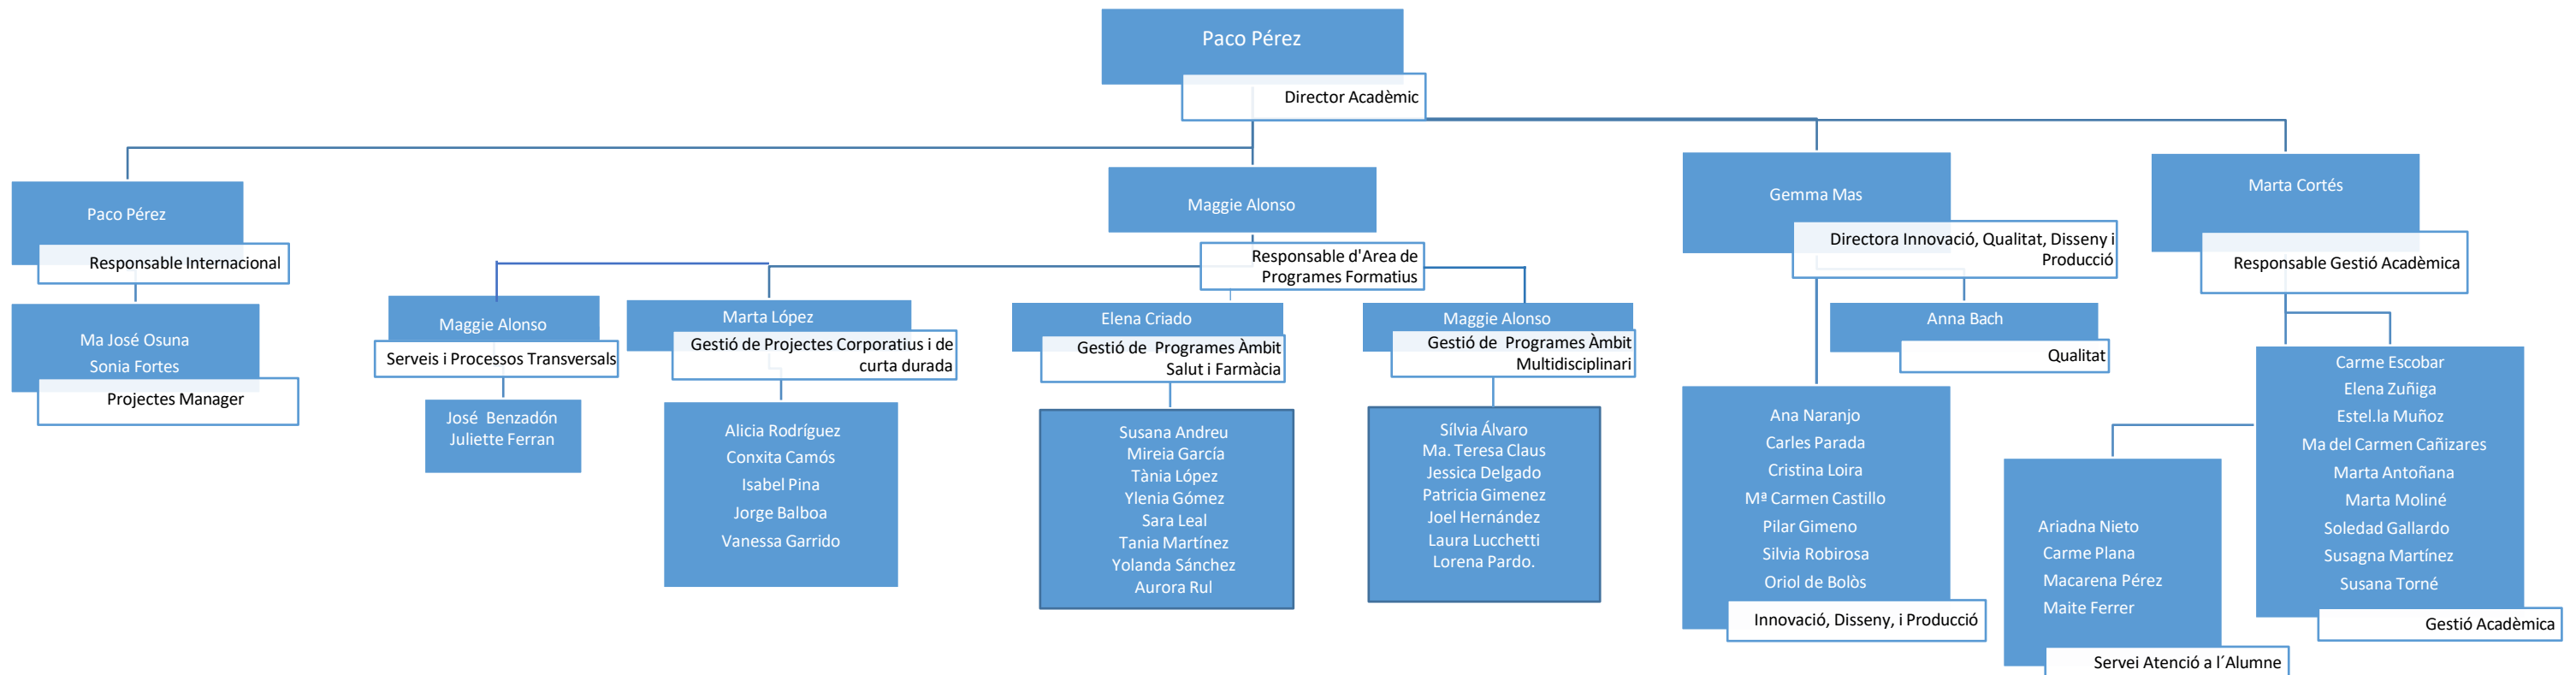 Paco Pérez
Director Acadèmic
Paco Pérez
Responsable Internacional
Ma José Osuna
Sonia Fortes
Projectes Manager
Maggie Alonso
Responsable d'Area de
Programes Formatius
Maggie Alonso
Serveis i Processos Transversals
José Benzadón
Juliette Ferran
Marta López
Gestió de Projectes Corporatius i de
curta durada
Alicia Rodríguez
Conxita Camós
Isabel Pina
Jorge Balboa
Vanessa Garrido
Elena Criado
Gestió de Programes Àmbit
Salut i Farmàcia
Susana Andreu
Mireia García
Tània López
Ylenia Gómez
Sara Leal
Tania Martínez
Yolanda Sánchez
Aurora Rul
Maggie Alonso
Gestió de Programes Àmbit
Multidisciplinari
Sílvia Álvaro
Ma. Teresa Claus
Jessica Delgado
Patricia Gimenez
Joel Hernández
Laura Lucchetti
Lorena Pardo.
Gemma Mas
Directora Innovació, Qualitat, Disseny i
Producció
Anna Bach
Qualitat
Ana Naranjo
Carles Parada
Cristina Loira
Mª Carmen Castillo
Pilar Gimeno
Silvia Robirosa
Oriol de Bolòs
Innovació, Disseny, i Producció
Marta Cortés
Responsable Gestió Acadèmica
Ariadna Nieto
Carme Plana
Macarena Pérez
Maite Ferrer
Servei Atenció a l´Alumne
Carme Escobar
Elena Zuñiga
Estel.la Muñoz
Ma del Carmen Cañizares
Marta Antoñana
Marta Moliné
Soledad Gallardo
Susagna Martínez
Susana Torné
Gestió Acadèmica